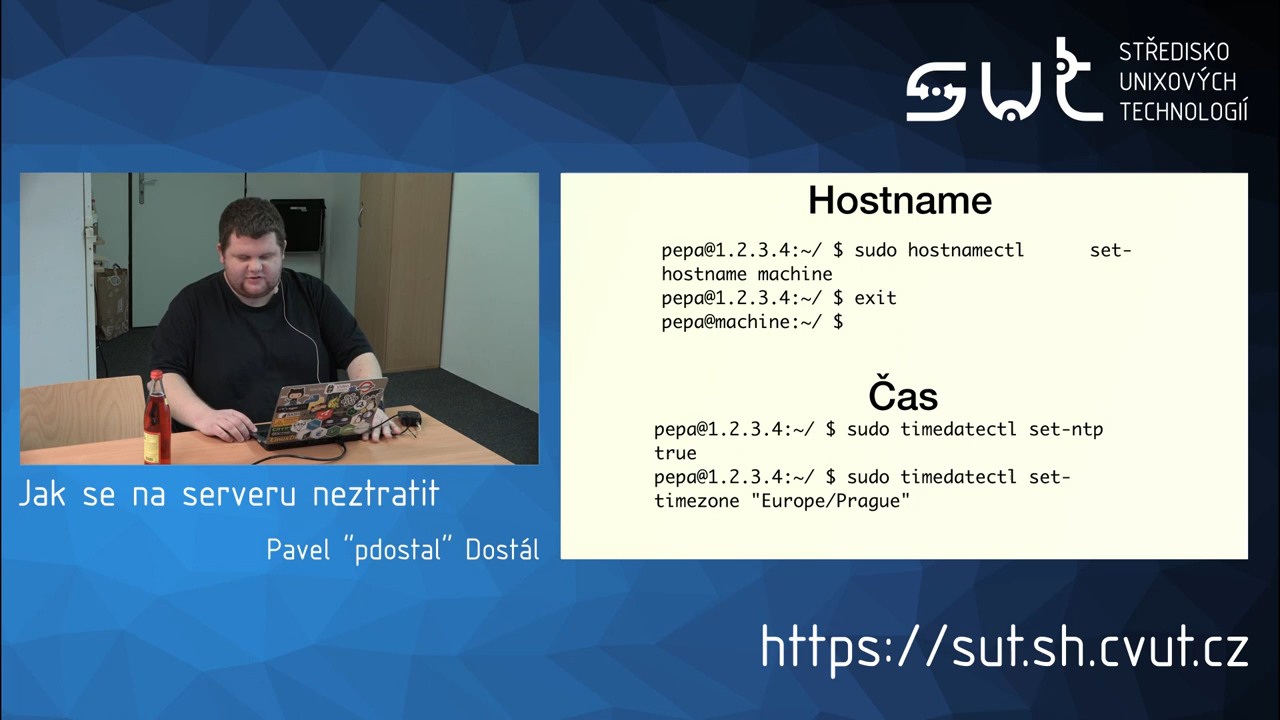 sut
STŘEDISKO
UNIXOVÝCH
TECHNOLOGIÍ
Hostname
pepa@1.2.3.4:~/ $ sudo hostnamectl set-
hostname machine
pepa@1.2.3.4:~/ $ exit
pepa@machine:~/ $
Čas
pepa@1.2.3.4:~/ $ sudo timedatectl set-ntp
true
pepa@1.2.3.4:~/ $ sudo timedatectl set-
timezone "Europe/Prague"
Jak se na serveru neztratit
Pavel “pdostal” Dostál
https://sut.sh.cvut.cz